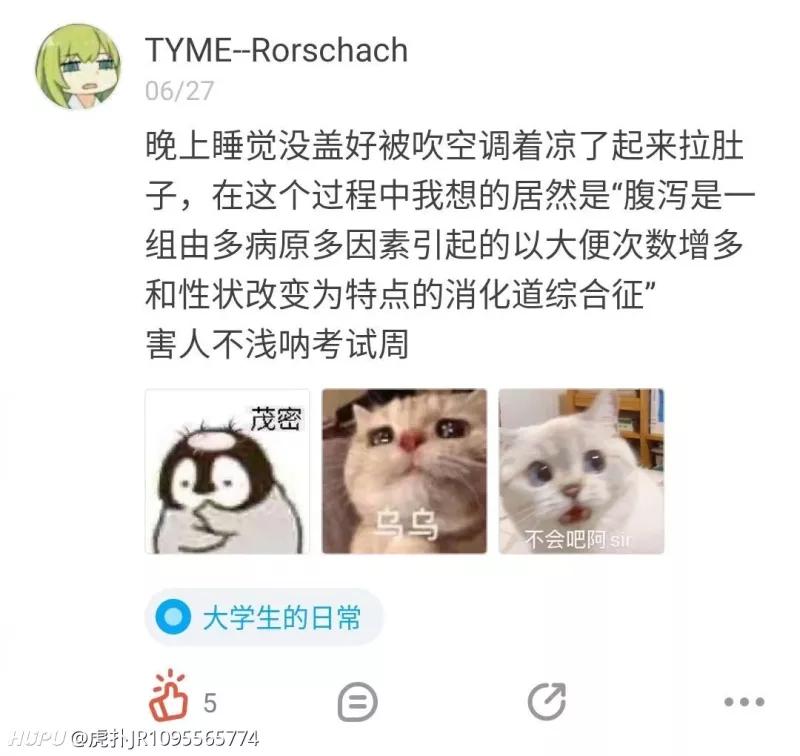 TYME--Rorschach
06/27
晚上睡觉没盖好被吹空调着凉了起来拉肚
子，在这个过程中我想的居然是“腹泻是一
组由多病原多因素引起的以大便次数增多
和性状改变为特点的消化道综合征”
害人不浅呐考试周
茂密
乌乌
不会吧阿sir
大学生的日常
5
HUPU @虎扑JR1095565774